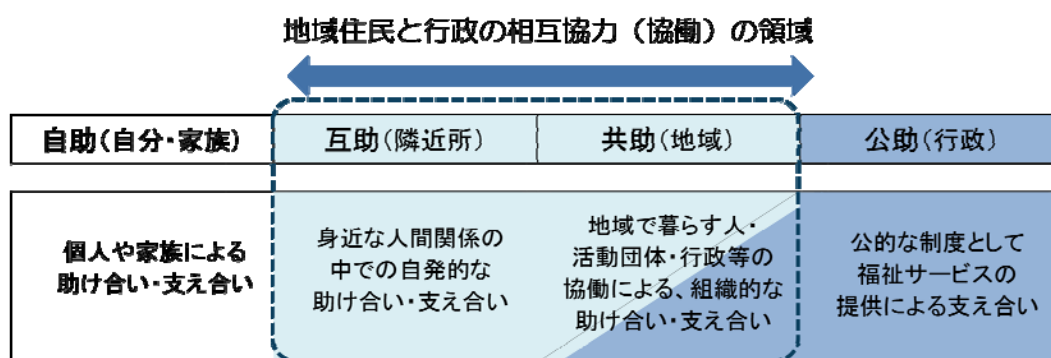 地域住民と行政の相互協力（協働）の領域
自助（自分・家族）
互助（隣近所）
共助（地域）
公助（行政）
個人や家族による
助け合い・支え合い
身近な人間関係の
中での自発的な
助け合い・支え合い
地域で暮らす人・
活動団体・行政等の
協働による、組織的な
助け合い・支え合い
公的な制度として
福祉サービスの
提供による支え合い